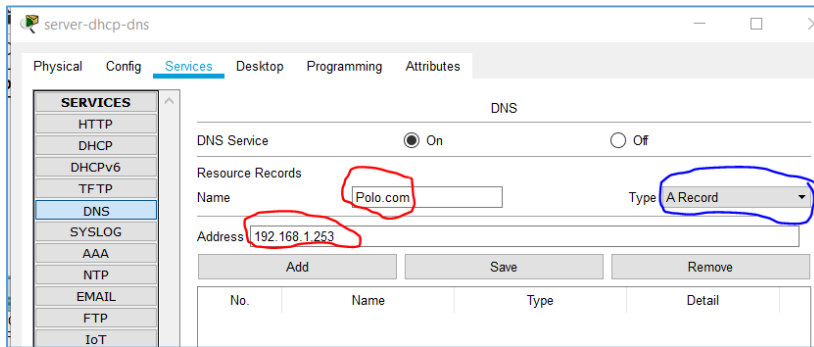 server-dhcp-dns
Physical Config Services Desktop Programming Attributes
SERVICES
HTTP
DHCP
DHCPv6
TFTP
DNS
SYSLOG
AAA
NTP
EMAIL
FTP
IoT
DNS
DNS Service On Off
Resource Records
Name Polo.com Type A Record
Address 192.168.1.253
Add Save Remove
No. Name Type Detail